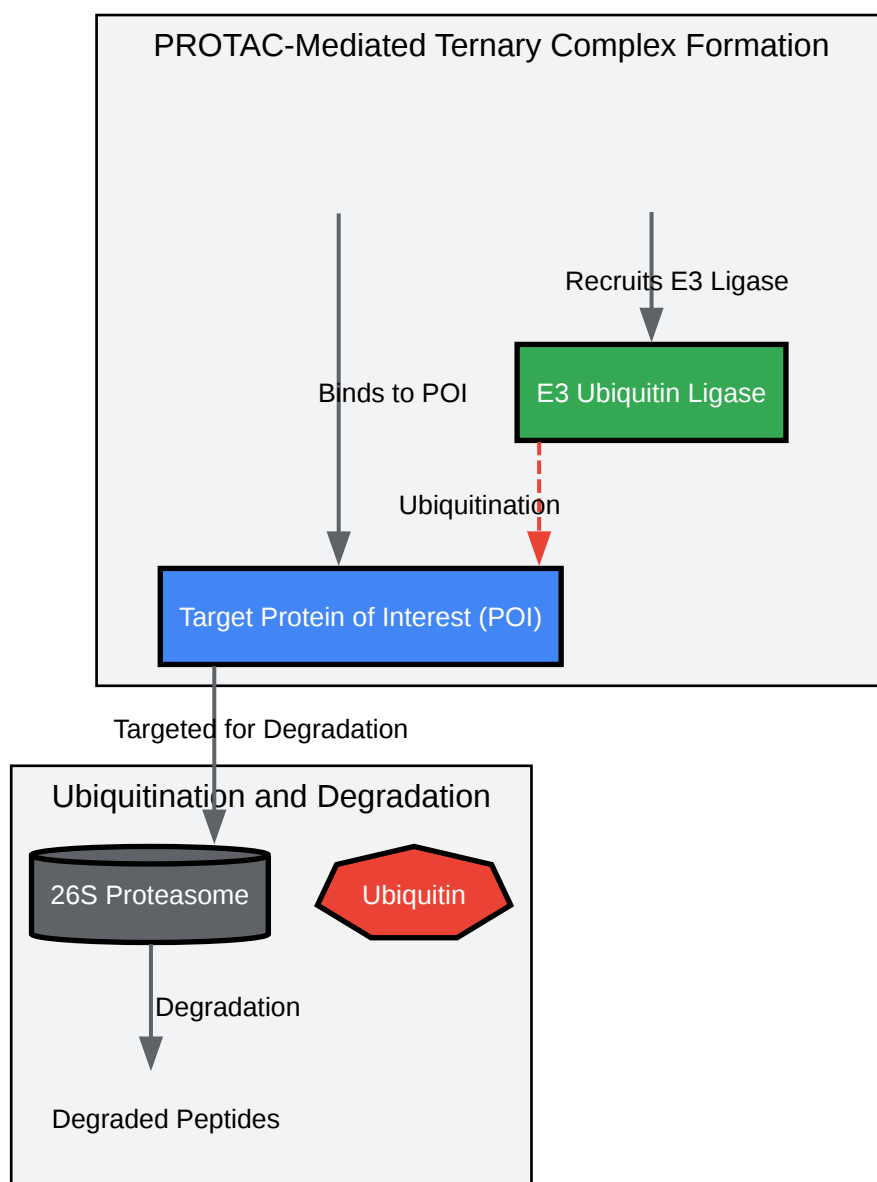 PROTAC-Mediated Ternary Complex Formation
Recruits E3 Ligase
Binds to POI
E3 Ubiquitin Ligase
Ubiquitination
Target Protein of Interest (POI)
Targeted for Degradation
Ubiquitination and Degradation
26S Proteasome
Ubiquitin
Degradation
Degraded Peptides